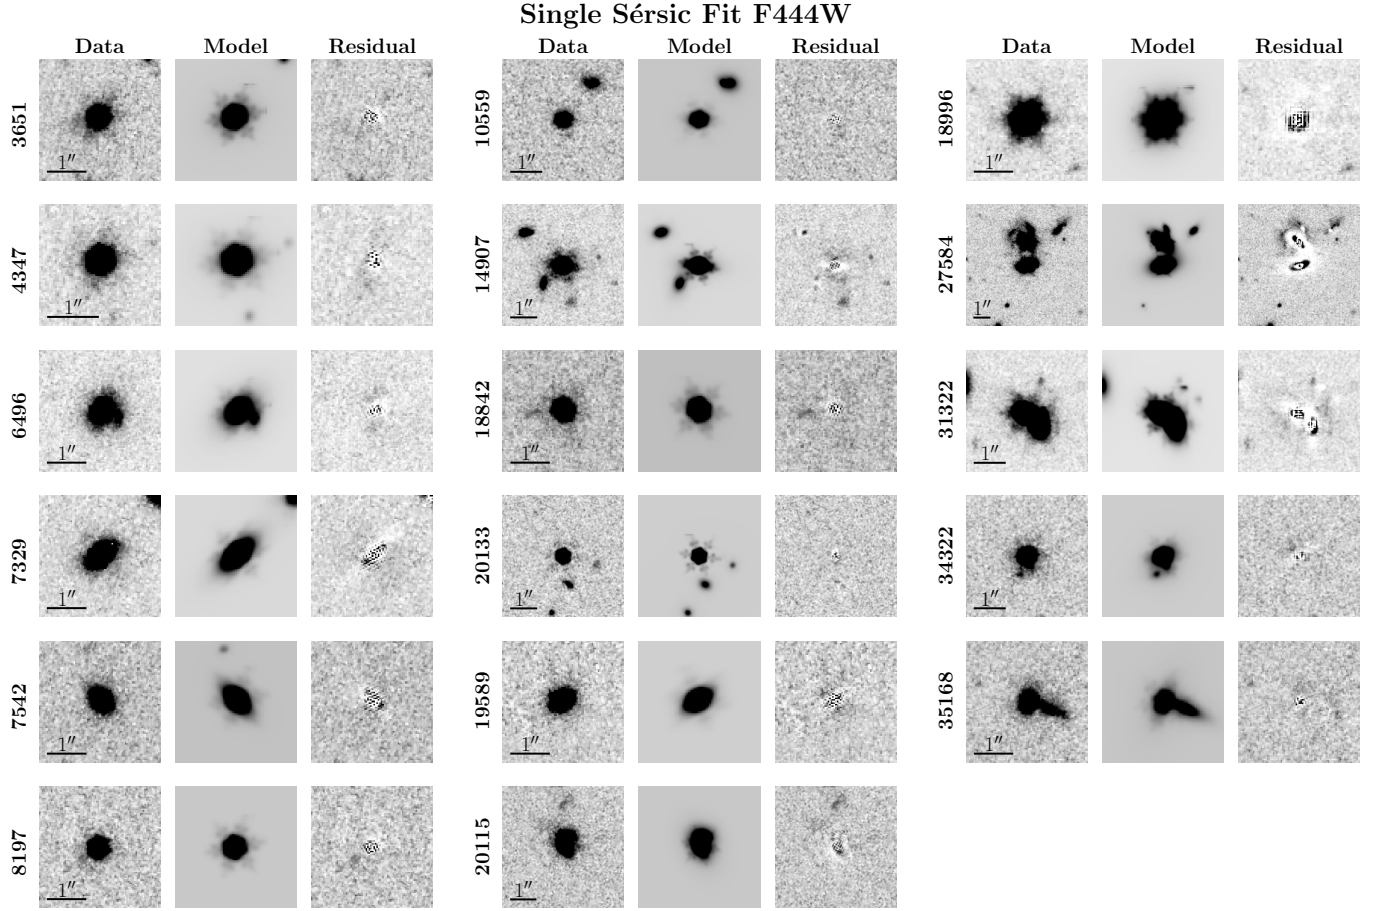 Single Sérsic Fit F444W
Data Model Residual Data Model Residual Data Model Residual
3651 1″ 10559 1″ 18996 1″
4347 1″ 14907 1″ 27584 1″
6496 1″ 18842 1″ 31322 1″
7329 1″ 20133 1″ 34322 1″
7542 1″ 19589 1″ 35168 1″
8197 1″ 20115 1″